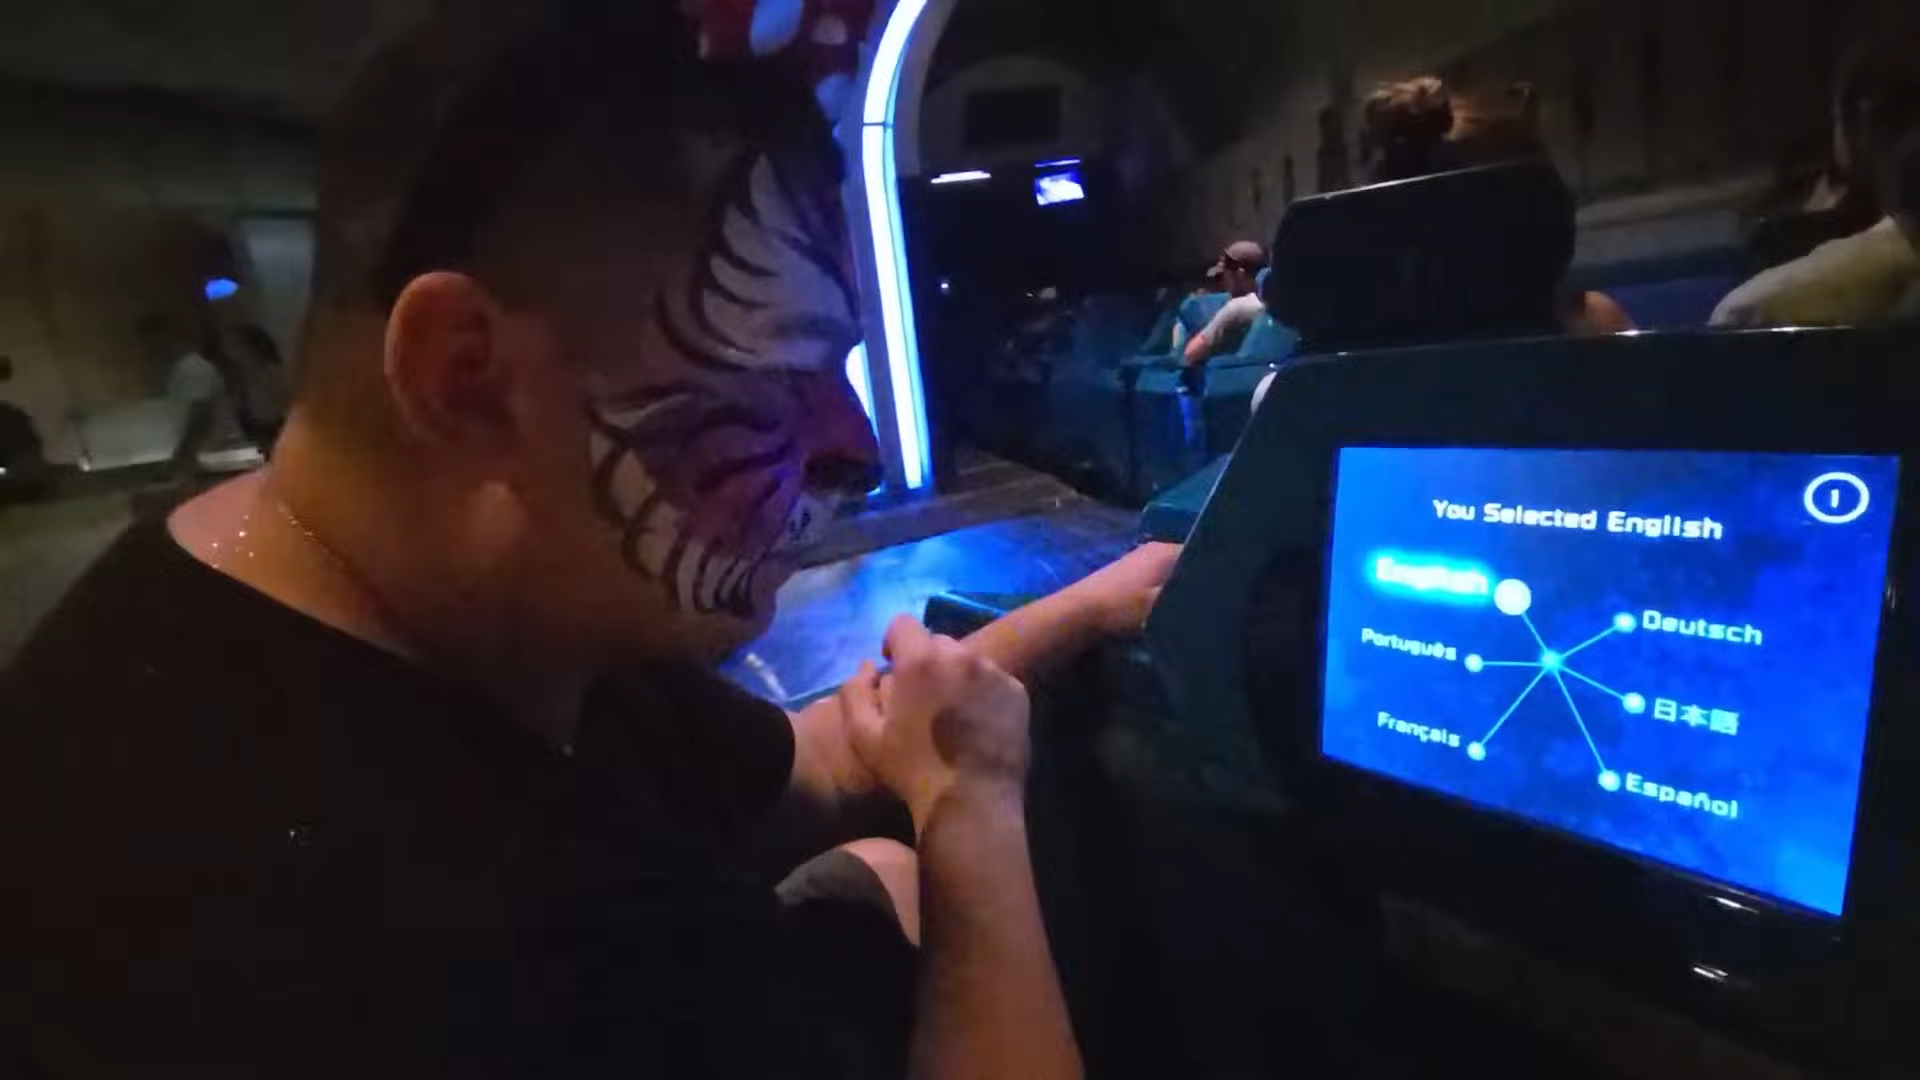 You Selected English
English
Deutsch
Português
日本語
Français
Español